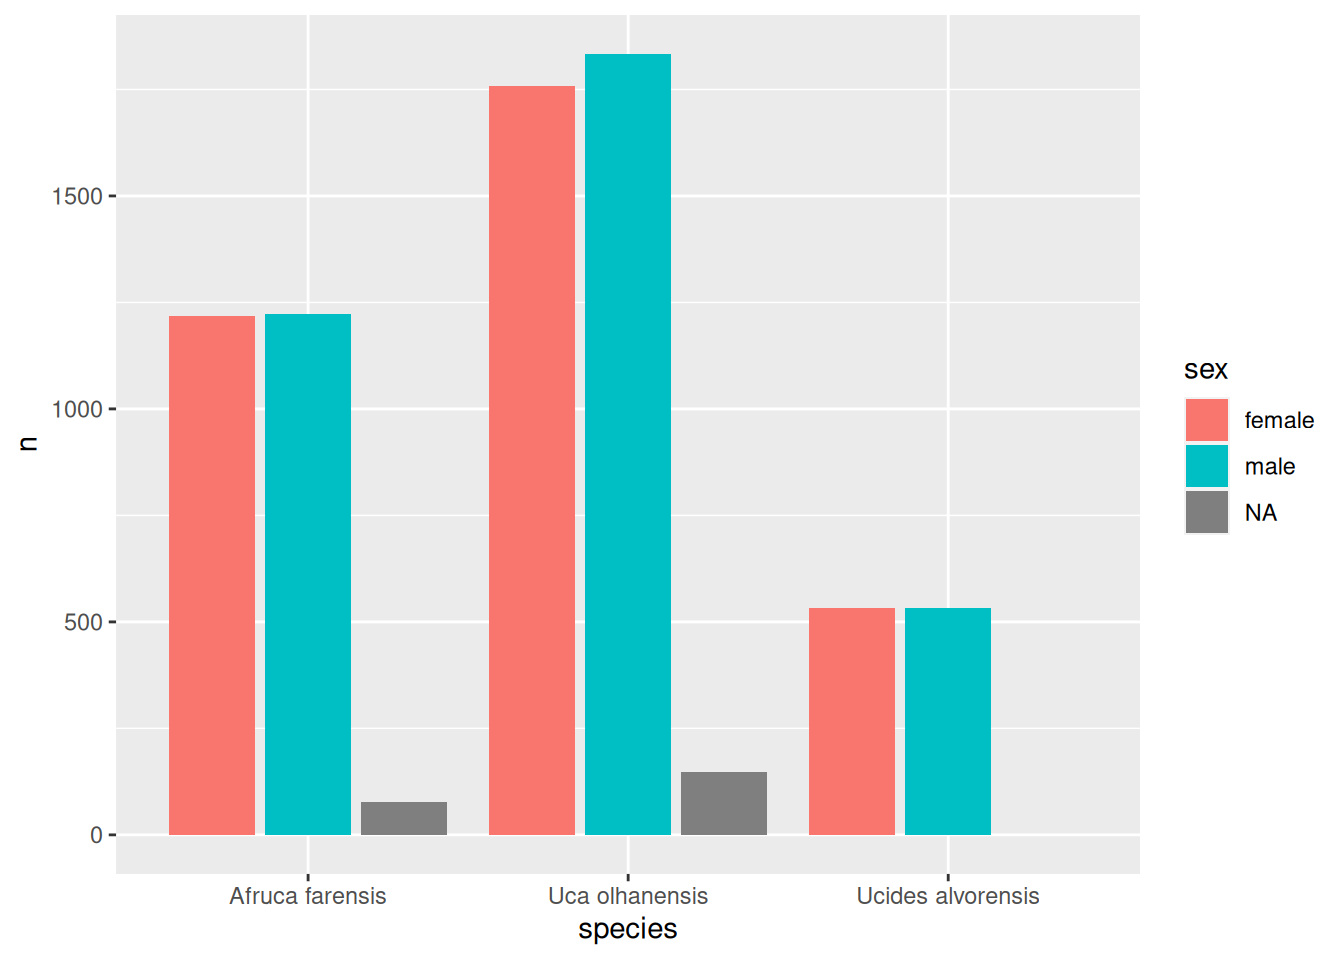 n
1500
1000
500
0
Afruca farensis
Uca olhanensis
Ucides alvorensis
species
sex
female
male
NA